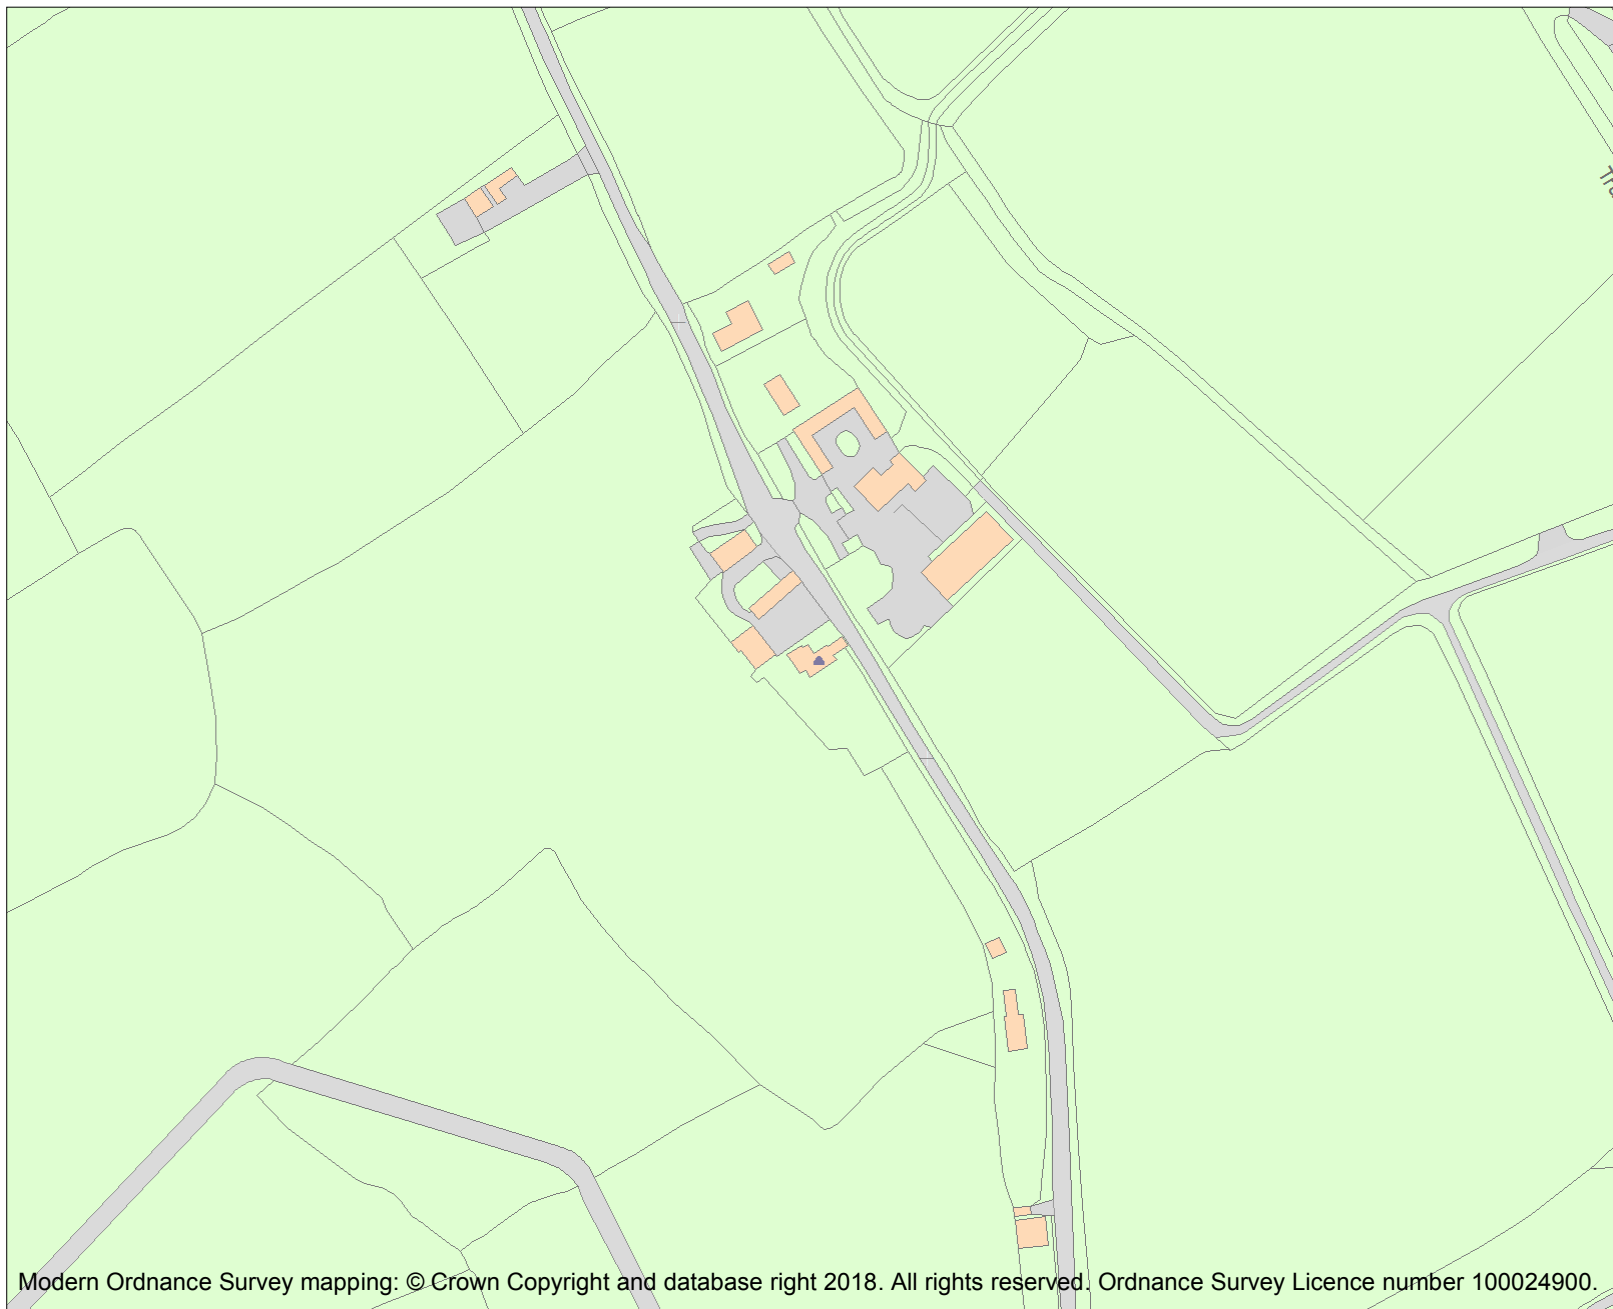 Modern Ordnance Survey mapping: © Crown Copyright and database right 2018. All rights reserved. Ordnance Survey Licence number 100024900.